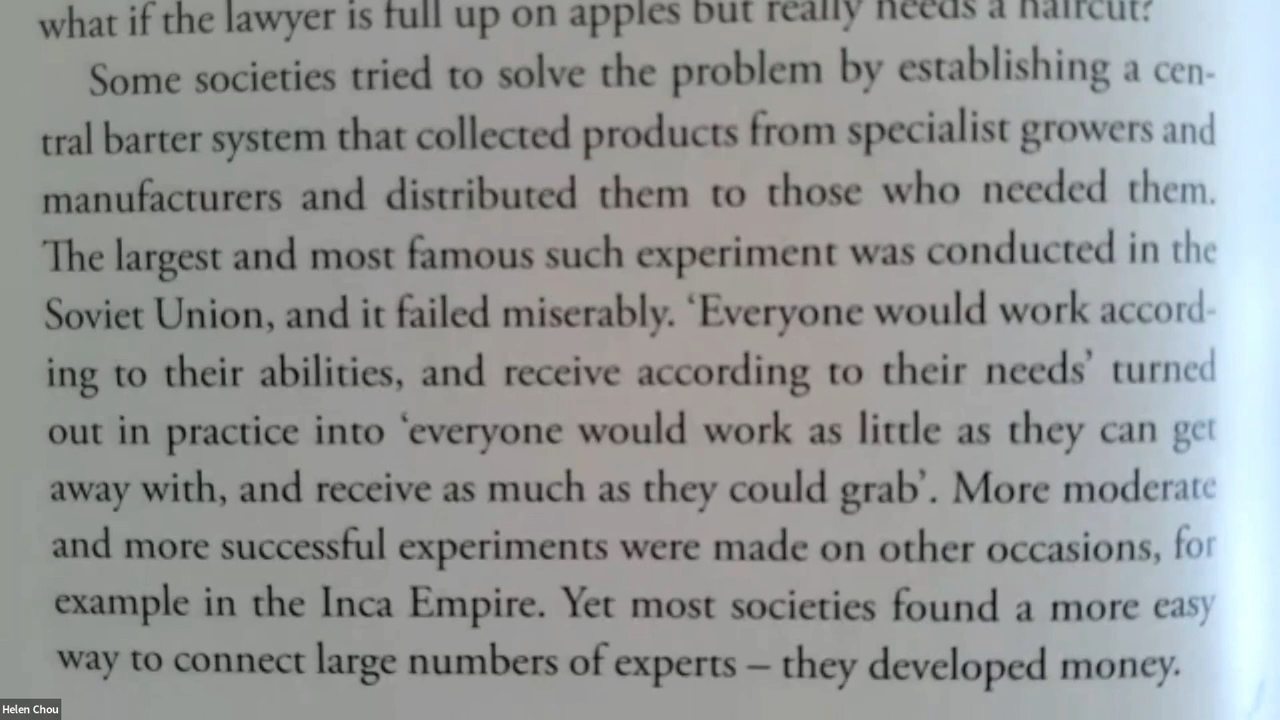 what if the lawyer is full up on apples but really needs a haircut?
Some societies tried to solve the problem by establishing a cen-
tral barter system that collected products from specialist growers and
manufacturers and distributed them to those who needed them.
The largest and most famous such experiment was conducted in the
Soviet Union, and it failed miserably. ‘Everyone would work accord-
ing to their abilities, and receive according to their needs’ turned
out in practice into ‘everyone would work as little as they can get
away with, and receive as much as they could grab’. More moderate
and more successful experiments were made on other occasions, for
example in the Inca Empire. Yet most societies found a more easy
way to connect large numbers of experts – they developed money.
Helen Chou